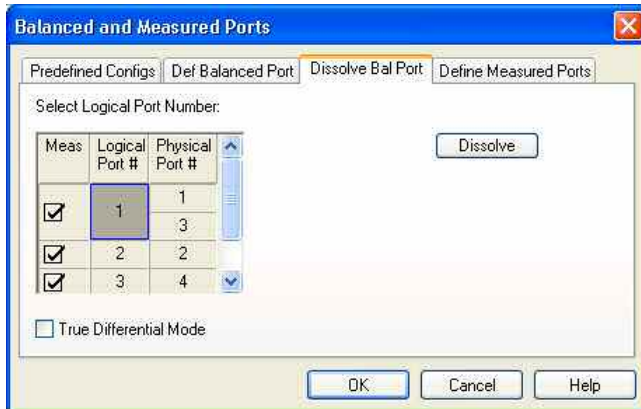 Balanced and Measured Ports
Predefined Configs Def Balanced Port Dissolve Bal Port Define Measured Ports
Select Logical Port Number:
Meas Logical Port # Physical Port #
1 1
3
2 2
3 4
Dissolve
True Differential Mode
OK Cancel Help